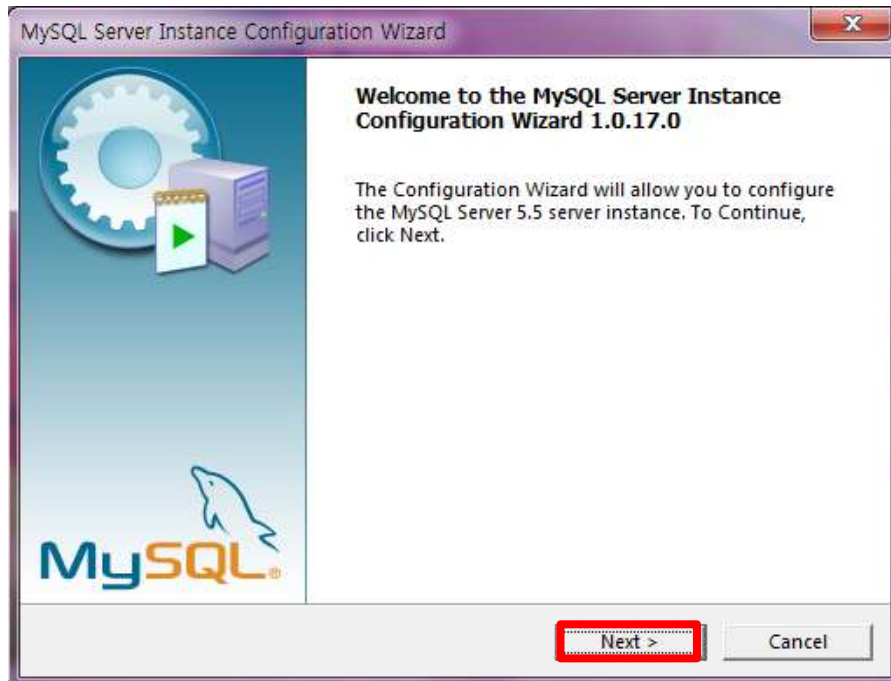 MySQL Server Instance Configuration Wizard
X
Welcome to the MySQL Server Instance
Configuration Wizard 1.0.17.0
The Configuration Wizard will allow you to configure
the MySQL Server 5.5 server instance. To Continue,
click Next.
MySQL®
Next >
Cancel